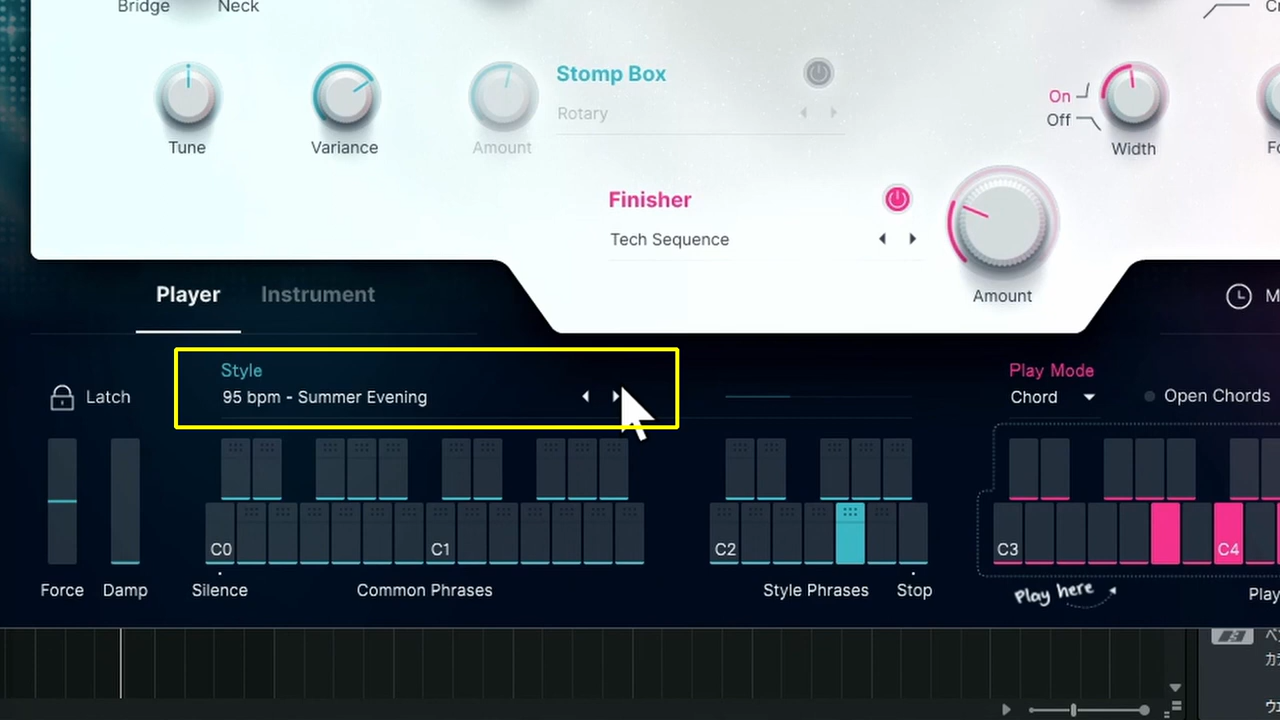 Bridge Neck
Tune
Variance
Amount
Stomp Box
Rotary
On
Off
Width
Finisher
Tech Sequence
Amount
Player Instrument
Latch
Style
95 bpm - Summer Evening
Play Mode
Chord
Open Chords
C0 C1 C2 C3 C4
Force Damp Silence Common Phrases Style Phrases Stop
Play here
Play